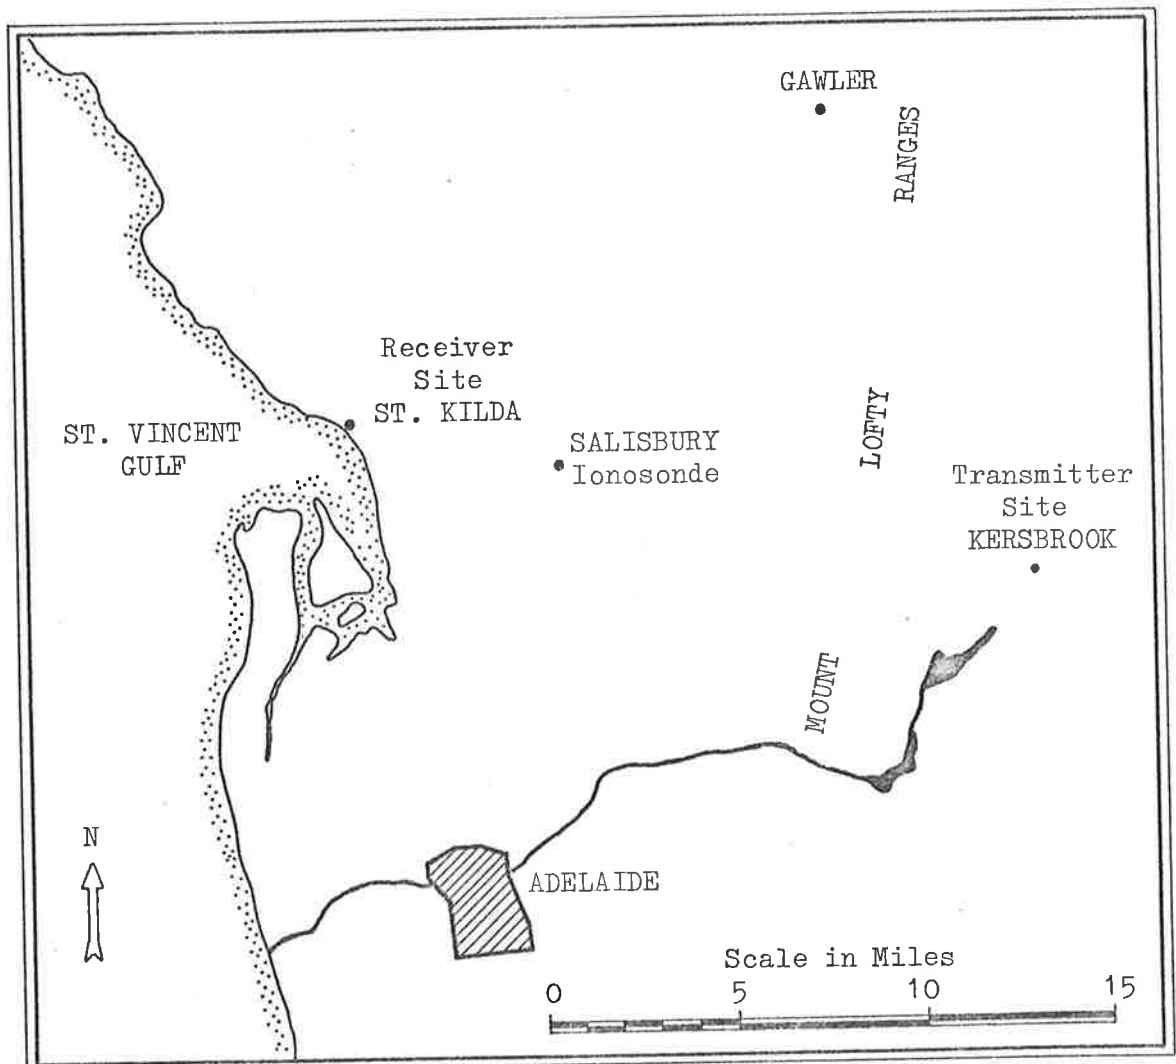 GAWLER
RANGES
Receiver
Site
ST. KILDA
ST. VINCENT
GULF
SALISBURY
Ionosonde
LOFTY
Transmitter
Site
KERSBROOK
MOUNT
N
ADELAIDE
Scale in Miles
0 5 10 15